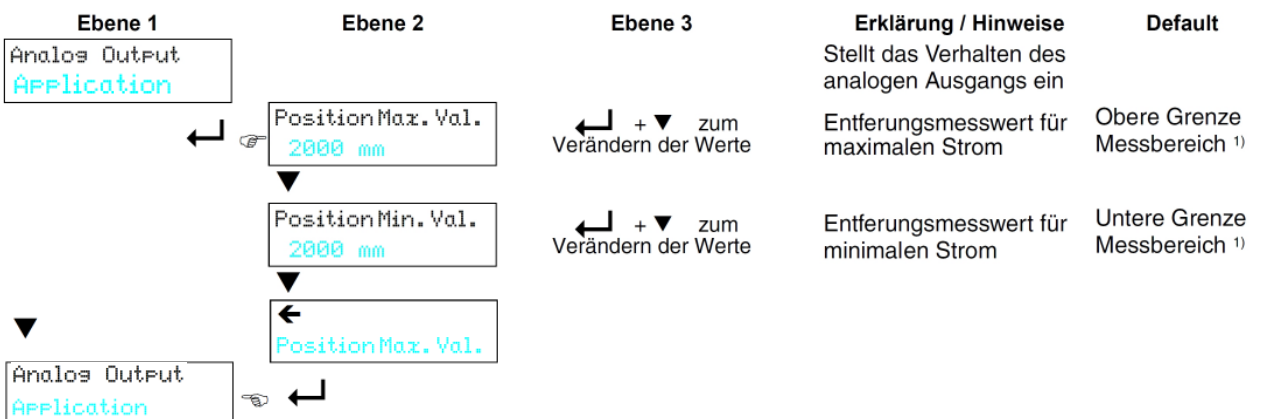 Ebene 1 Ebene 2 Ebene 3 Erklärung / Hinweise Default
Analog Output
Application
Stellt das Verhalten des
analogen Ausgangs ein
Position Max. Val.
2000 mm
+ ▼ zum
Verändern der Werte
Entferungsmesswert für
maximalen Strom
Obere Grenze
Messbereich 1)
Position Min. Val.
2000 mm
+ ▼ zum
Verändern der Werte
Entferungsmesswert für
minimalen Strom
Untere Grenze
Messbereich 1)
Position Max. Val.
Analog Output
Application